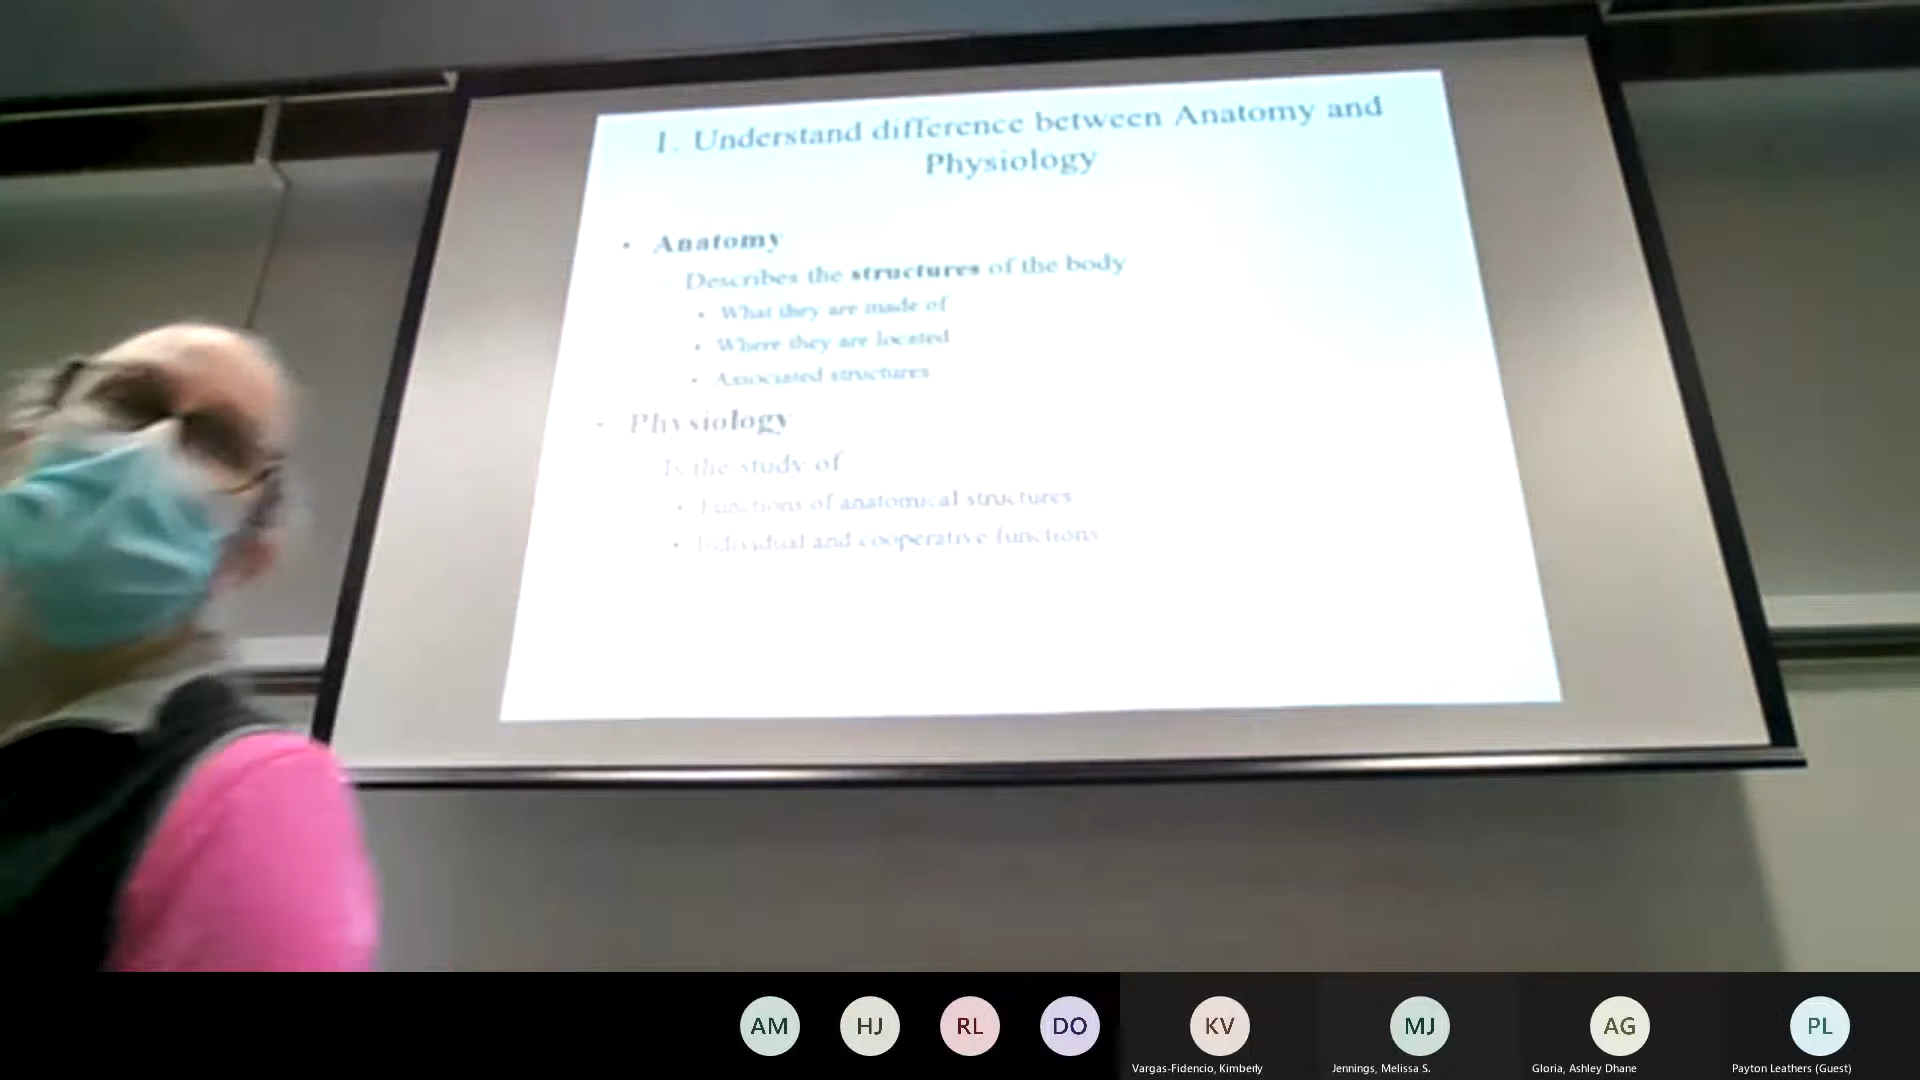 1. Understand difference between Anatomy and
Physiology
• Anatomy
– Describes the structures of the body
• What they are made of
• Where they are located
• Associated structures
• Physiology
Is the study of
• Functions of anatomical structures
• Individual and cooperative functions
AM HJ RL DO KV MJ AG PL
Vargas-Fidencio, Kimberly Jennings, Melissa S. Gloria, Ashley Dhane Payton Leathers (Guest)